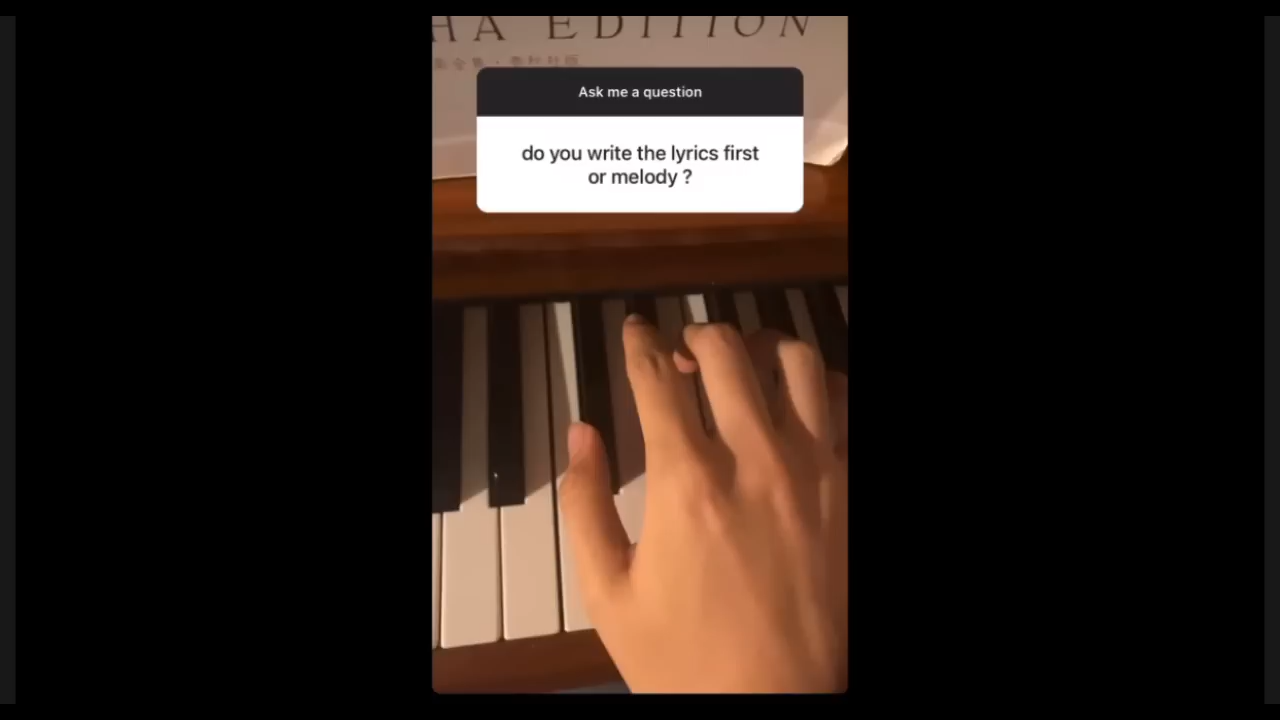 HA EDITION
Ask me a question
do you write the lyrics first
or melody ?